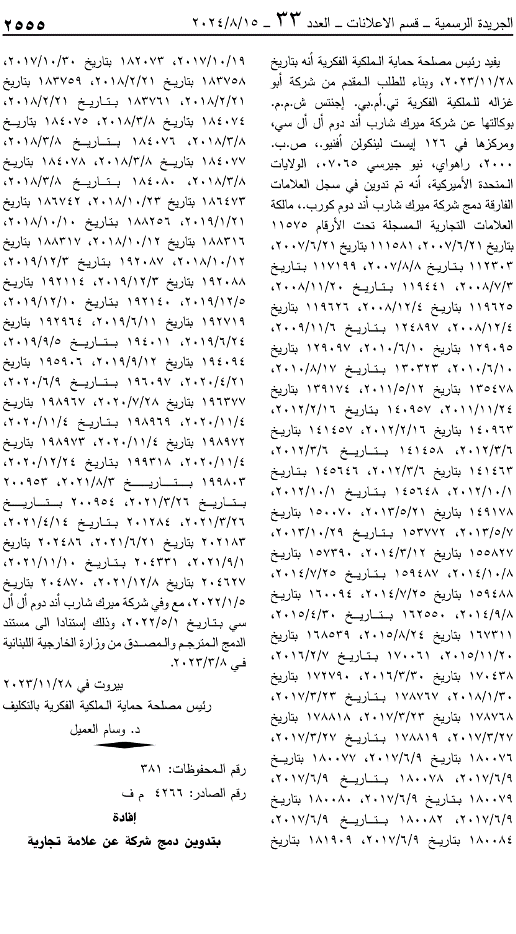 الجريدة الرسمية ــ قسم الاعلانات ــ العدد ٣٣ ــ ٢٠٢٤/٨/١٥
٢٥٥٥
يفيد رئيس مصلحة حماية الملكية الفكرية أنه بتاريخ
٢٠٢٣/١١/٢٨، وبناء للطلب المقدم من شركة أبو
غزاله للملكية الفكرية تي.أم.بي. إجنتس ش.م.م.
بوكالتها عن شركة ميرك شارب أند دوم أل أل سي،
ومركزها في ١٢٦ إيست لينكولن أفنيو.، ص.ب.
٢٠٠٠، راهواي، نيو جيرسي ٠٧٠٦٥، الولايات
المتحدة الأميركية، أنه تم تدوين في سجل العلامات
الفارقة دمج شركة ميرك شارب أند دوم كورب.، مالكة
العلامات التجارية المسجلة تحت الأرقام ١١٥٧٥
بتاريخ ٢٠٠٧/٦/٢١، ١١١٥٨١ بتاريخ ٢٠٠٧/٦/٢١،
١١٢٣٠٣ بتاريخ ٢٠٠٧/٨/٨، ١١٧١٩٩ بتاريخ
٢٠٠٨/٧/٣، ١١٩٤٤١ بتاريخ ٢٠٠٨/١١/٢٠،
١١٩٦٢٥ بتاريخ ٢٠٠٨/١٢/٤، ١١٩٦٢٦ بتاريخ
٢٠٠٨/١٢/٤، ١٢٤٨٩٧ بتاريخ ٢٠٠٩/١١/٦،
١٢٩٠٩٥ بتاريخ ٢٠١٠/٦/١٠، ١٢٩٠٩٧ بتاريخ
٢٠١٠/٦/١٠، ١٣٠٣٢٣ بتاريخ ٢٠١٠/٨/١٧،
١٣٥٤٧٨ بتاريخ ٢٠١١/٥/١٢، ١٣٩١٧٤ بتاريخ
٢٠١١/١١/٢٤، ١٤٠٩٥٧ بتاريخ ٢٠١٢/٢/١٦،
١٤٠٩٦٣ بتاريخ ٢٠١٢/٢/١٦، ١٤١٤٥٧ بتاريخ
٢٠١٢/٣/٦، ١٤١٤٥٨ بتاريخ ٢٠١٢/٣/٦،
١٤١٤٦٣ بتاريخ ٢٠١٢/٣/٦، ١٤٥٦٤٦ بتاريخ
٢٠١٢/١٠/١، ١٤٥٦٤٨ بتاريخ ٢٠١٢/١٠/١،
١٤٩١٧٨ بتاريخ ٢٠١٣/٥/٢١، ١٥٠٠٧٠ بتاريخ
٢٠١٣/٥/٧، ١٥٣٧٧٢ بتاريخ ٢٠١٣/١٠/٢٩،
١٥٥٨٢٧ بتاريخ ٢٠١٤/٣/١٢، ١٥٧٣٩٠ بتاريخ
٢٠١٤/١٠/٨، ١٥٩٤٨٧ بتاريخ ٢٠١٤/٧/٢٥،
١٥٩٤٨٨ بتاريخ ٢٠١٤/٧/٢٥، ١٦٠٠٩٤ بتاريخ
٢٠١٤/٩/٨، ١٦٢٥٥٠ بتاريخ ٢٠١٥/٤/٣٠،
١٦٧٣١١ بتاريخ ٢٠١٥/٨/٢٤، ١٦٨٥٣٩ بتاريخ
٢٠١٥/١١/٢٠، ١٧٠٠٦١ بتاريخ ٢٠١٦/٢/٧،
١٧٠٤٣٨ بتاريخ ٢٠١٦/٣/٣٠، ١٧٢٧٩٠ بتاريخ
٢٠١٨/١/٣٠، ١٧٨٧٦٧ بتاريخ ٢٠١٧/٣/٢٣،
١٧٨٧٦٨ بتاريخ ٢٠١٧/٣/٢٣، ١٧٨٨١٨ بتاريخ
٢٠١٧/٣/٢٧، ١٧٨٨١٩ بتاريخ ٢٠١٧/٣/٢٧،
١٨٠٠٧٦ بتاريخ ٢٠١٧/٦/٩، ١٨٠٠٧٧ بتاريخ
٢٠١٧/٦/٩، ١٨٠٠٧٨ بتاريخ ٢٠١٧/٦/٩،
١٨٠٠٧٩ بتاريخ ٢٠١٧/٦/٩، ١٨٠٠٨٠ بتاريخ
٢٠١٧/٦/٩، ١٨٠٠٨٢ بتاريخ ٢٠١٧/٦/٩،
١٨٠٠٨٤ بتاريخ ٢٠١٧/٦/٩، ١٨١٩٠٩ بتاريخ
٢٠١٧/١٠/١٩، ١٨٢٠٧٣ بتاريخ ٢٠١٧/١٠/٣٠،
١٨٣٧٥٨ بتاريخ ٢٠١٨/٢/٢١، ١٨٣٧٥٩ بتاريخ
٢٠١٨/٢/٢١، ١٨٣٧٦١ بتاريخ ٢٠١٨/٢/٢١،
١٨٤٠٧٤ بتاريخ ٢٠١٨/٣/٨، ١٨٤٠٧٥ بتاريخ
٢٠١٨/٣/٨، ١٨٤٠٧٦ بتاريخ ٢٠١٨/٣/٨،
١٨٤٠٧٧ بتاريخ ٢٠١٨/٣/٨، ١٨٤٠٧٨ بتاريخ
٢٠١٨/٣/٨، ١٨٤٠٨٠ بتاريخ ٢٠١٨/٣/٨،
١٨٦٤٧٣ بتاريخ ٢٠١٨/١٠/٢٣، ١٨٦٧٤٢ بتاريخ
٢٠١٩/١/٢١، ١٨٨٢٥٦ بتاريخ ٢٠١٨/١٠/١٠،
١٨٨٣١٦ بتاريخ ٢٠١٨/١٠/١٢، ١٨٨٣١٧ بتاريخ
٢٠١٨/١٠/١٢، ١٩٢٠٨٧ بتاريخ ٢٠١٩/١٢/٣،
١٩٢٠٨٨ بتاريخ ٢٠١٩/١٢/٣، ١٩٢١١٤ بتاريخ
٢٠١٩/١٢/٥، ١٩٢١٤٠ بتاريخ ٢٠١٩/١٢/١٠،
١٩٢٧١٩ بتاريخ ٢٠١٩/٦/١١، ١٩٢٩٦٤ بتاريخ
٢٠١٩/٦/٢٤، ١٩٤٠١١ بتاريخ ٢٠١٩/٩/٥،
١٩٤٠٩٤ بتاريخ ٢٠١٩/٩/١٢، ١٩٥٩٠٦ بتاريخ
٢٠٢٠/٤/٢١، ١٩٦٠٩٧ بتاريخ ٢٠٢٠/٦/٩،
١٩٦٣٧٧ بتاريخ ٢٠٢٠/٧/٢٨، ١٩٨٩٦٧ بتاريخ
٢٠٢٠/١١/٤، ١٩٨٩٦٩ بتاريخ ٢٠٢٠/١١/٤،
١٩٨٩٧٢ بتاريخ ٢٠٢٠/١١/٤، ١٩٨٩٧٣ بتاريخ
٢٠٢٠/١١/٤، ١٩٩٣١٨ بتاريخ ٢٠٢٠/١٢/٢٤،
١٩٩٨٠٣ بتاريخ ٢٠٢١/٨/٣، ٢٠٠٩٥٣
بتاريخ ٢٠٢١/٣/٢٦، ٢٠٠٩٥٤ بتاريخ
٢٠٢١/٣/٢٦، ٢٠١٢٨٤ بتاريخ ٢٠٢١/٤/١٤،
٢٠٢١٨٣ بتاريخ ٢٠٢١/٦/٢١، ٢٠٢٤٨٦ بتاريخ
٢٠٢١/٩/١، ٢٠٤٣٣١ بتاريخ ٢٠٢١/١١/١٠،
٢٠٤٦٢٧ بتاريخ ٢٠٢١/١٢/٨، ٢٠٤٨٧٠ بتاريخ
٢٠٢٢/١/٥، مع وفي شركة ميرك شارب أند دوم أل أل
سي بتاريخ ٢٠٢٢/٥/١، وذلك إستنادا الى مستند
الدمج المترجم والمصدق من وزارة الخارجية اللبنانية
في ٢٠٢٣/٣/٨.
بيروت في ٢٠٢٣/١١/٢٨
رئيس مصلحة حماية الملكية الفكرية بالتكليف
د. وسام العميل
رقم المحفوظات: ٣٨١
رقم الصادر: ٤٢٦٦ م ف
إفادة
بتدوين دمج شركة عن علامة تجارية